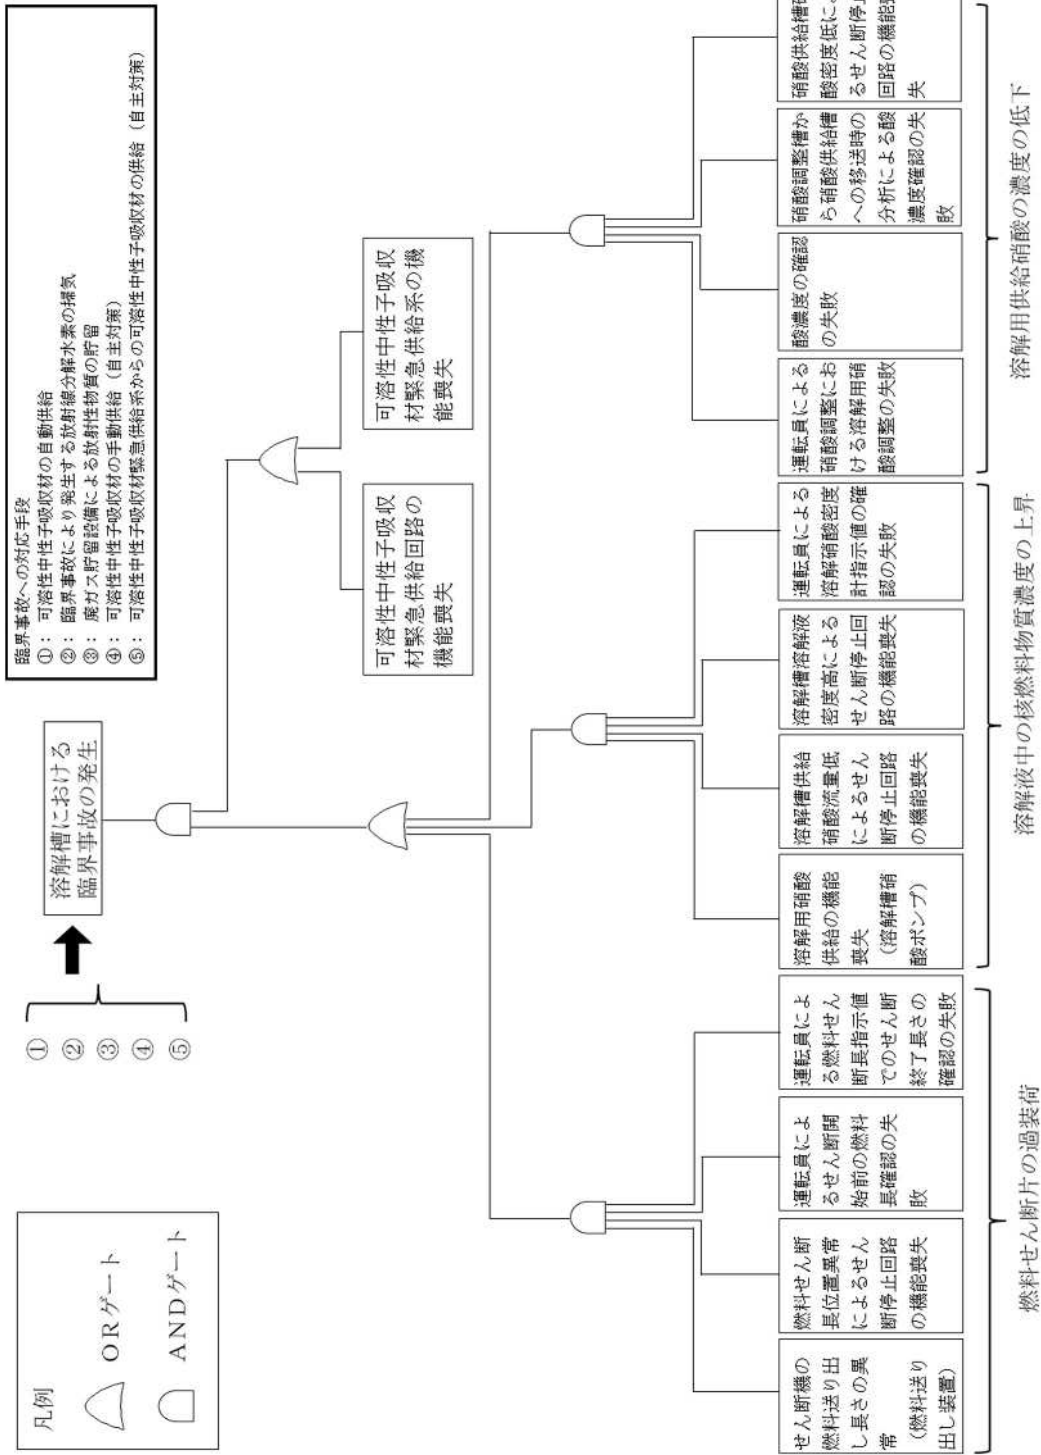 凡例
ORゲート
ANDゲート
①
②
③
④
⑤
溶解槽における
臨界事故の発生
臨界事故への対応手段
①： 可溶性中性子吸収材の自動供給
②： 臨界事故により発生する放射線分解水素の掃気
③： 廃ガス貯留設備による放射性物質の貯留
④： 可溶性中性子吸収材の手動供給（自主対策）
⑤： 可溶性中性子吸収材緊急供給系からの可溶性中性子吸収材の供給（自主対策）
可溶性中性子吸収
材緊急供給回路の
機能喪失
可溶性中性子吸収
材緊急供給系の機
能喪失
せん断機の
燃料送り出
し長さの異
常
（燃料送り
出し装置）
燃料せん断
長位置異常
によるせん
断停止回路
の機能喪失
運転員によ
るせん断開
始前の燃料
長確認の失
敗
運転員によ
る燃料せん
断長指示値
でのせん断
終了長さの
確認の失敗
溶解用硝酸
供給の機能
喪失
（溶解槽硝
酸ポンプ）
溶解槽供給
硝酸流量低
によるせん
断停止回路
の機能喪失
溶解槽溶解液
密度高による
せん断停止回
路の機能喪失
運転員による
溶解硝酸密度
計指示値の確
認の失敗
運転員による
硝酸調整にお
ける溶解用硝
酸調整の失敗
酸濃度の確認
の失敗
硝酸調整槽か
ら硝酸供給槽
への移送時の
分析による酸
濃度確認の失
敗
硝酸供給槽
酸密度低に
るせん断停止
回路の機能
失
燃料せん断片の過装荷
溶解液中の核燃料物質濃度の上昇
溶解用供給硝酸の濃度の低下